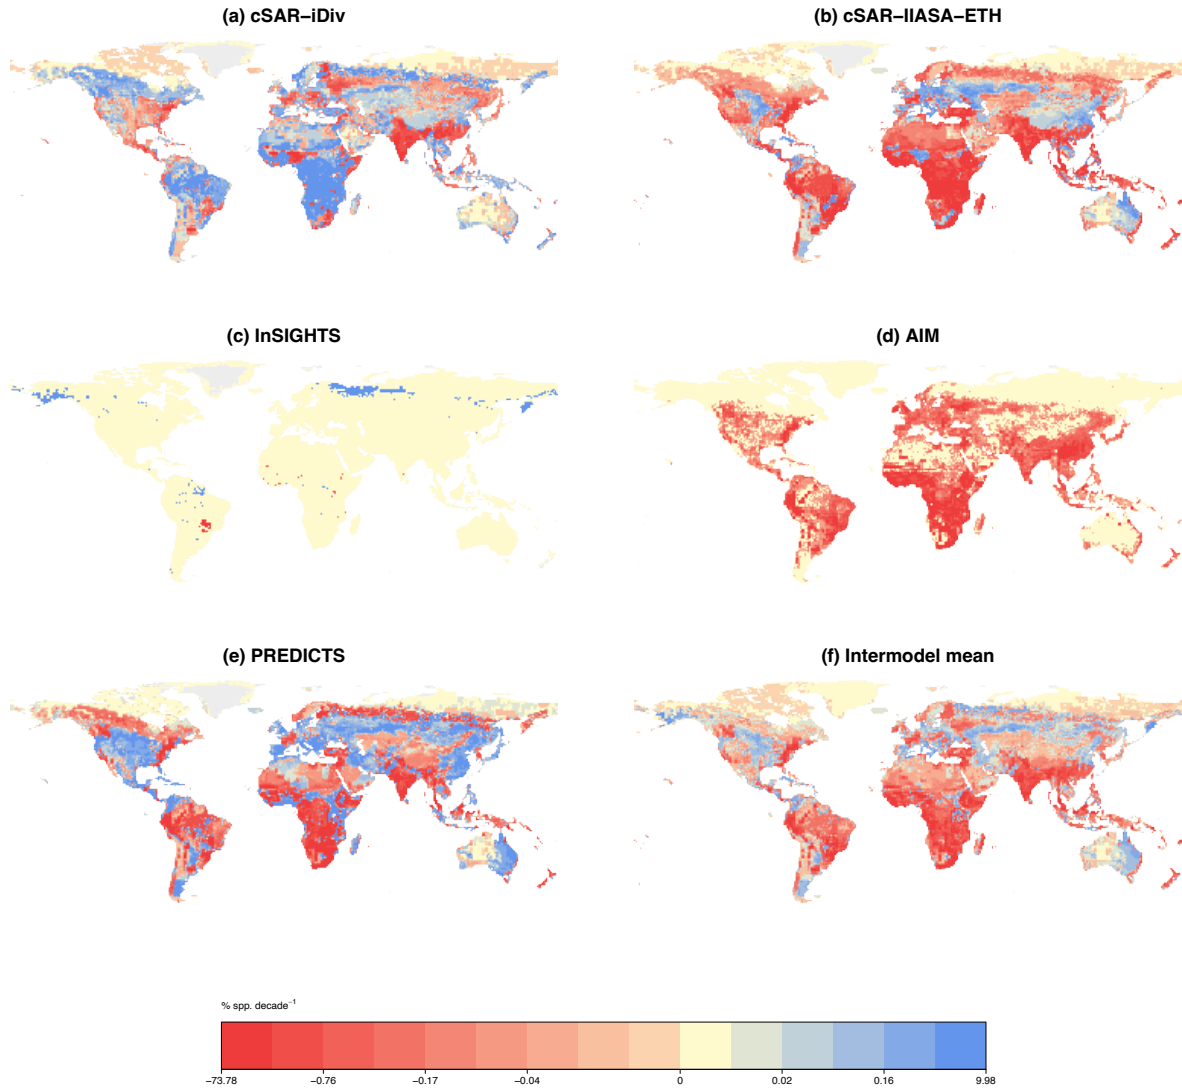 (a) cSAR−iDiv
(b) cSAR−IIASA−ETH
(c) InSIGHTS
(d) AIM
(e) PREDICTS
(f) Intermodel mean
% spp. decade⁻¹
−73.78 −0.76 −0.17 −0.04 0 0.02 0.16 9.98